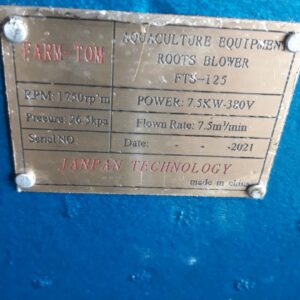 FARM-TOM
AQUACULTURE EQUIPMENT
ROOTS BLOWER
FTS-125
RPM: 1750rp'm
POWER: 7.5KW-380V
Pressure: 26.5kpa
Flown Rate: 7.5m³/min
Serial NO
Date: - -2021
JANPAN TECHNOLOGY
made in china